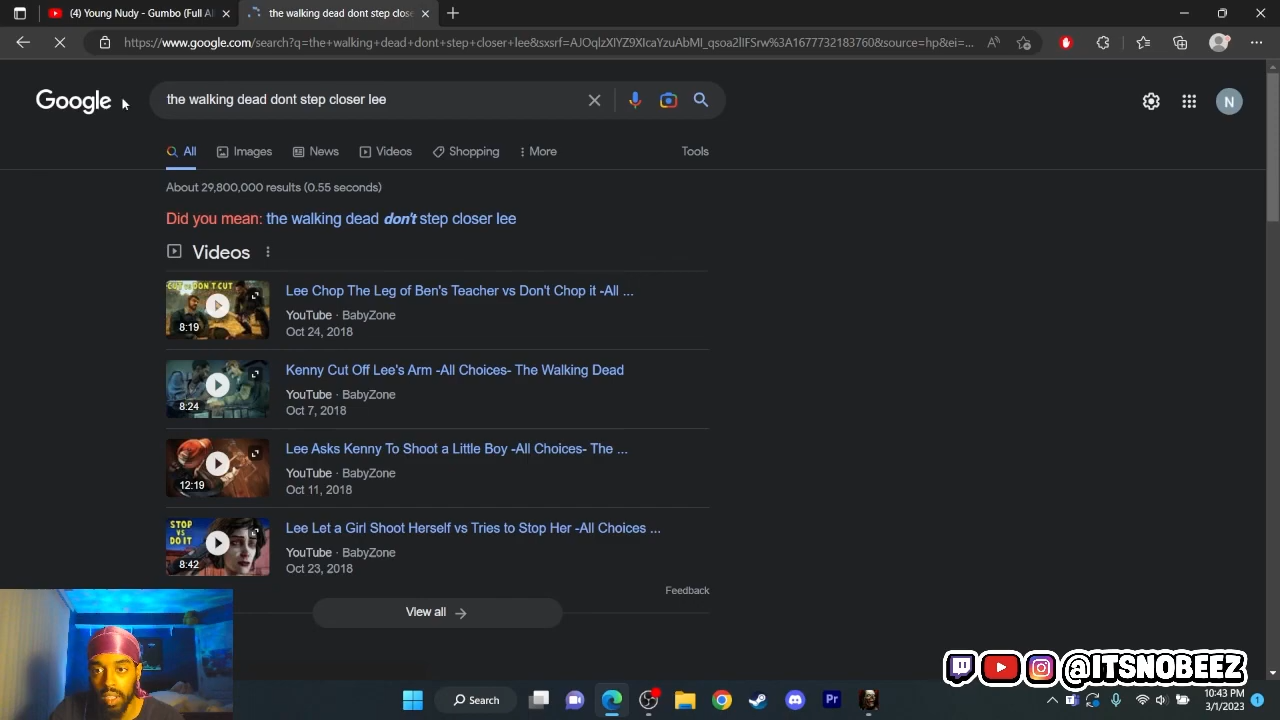 (4) Young Nudy - Gumbo (Full Al
the walking dead dont step close
https://www.google.com/search?q=the+walking+dead+dont+step+closer+lee&sxsrf=AJOqlzXIYZ9XIcaYzuAbMI_qsoa2lIFSrw%3A1677732183760&source=hp&ei=...
Google
the walking dead dont step closer lee
N
All
Images
News
Videos
Shopping
More
Tools
About 29,800,000 results (0.55 seconds)
Did you mean: the walking dead don't step closer lee
Videos
CUT DON'T CUT
8:19
Lee Chop The Leg of Ben's Teacher vs Don't Chop it -All ...
YouTube · BabyZone
Oct 24, 2018
8:24
Kenny Cut Off Lee's Arm -All Choices- The Walking Dead
YouTube · BabyZone
Oct 7, 2018
12:19
Lee Asks Kenny To Shoot a Little Boy -All Choices- The ...
YouTube · BabyZone
Oct 11, 2018
STOP
VS
DO IT
8:42
Lee Let a Girl Shoot Herself vs Tries to Stop Her -All Choices ...
YouTube · BabyZone
Oct 23, 2018
Feedback
View all
@ITSNOBEEZ
Search
Pr
10:43 PM
3/1/2023
1